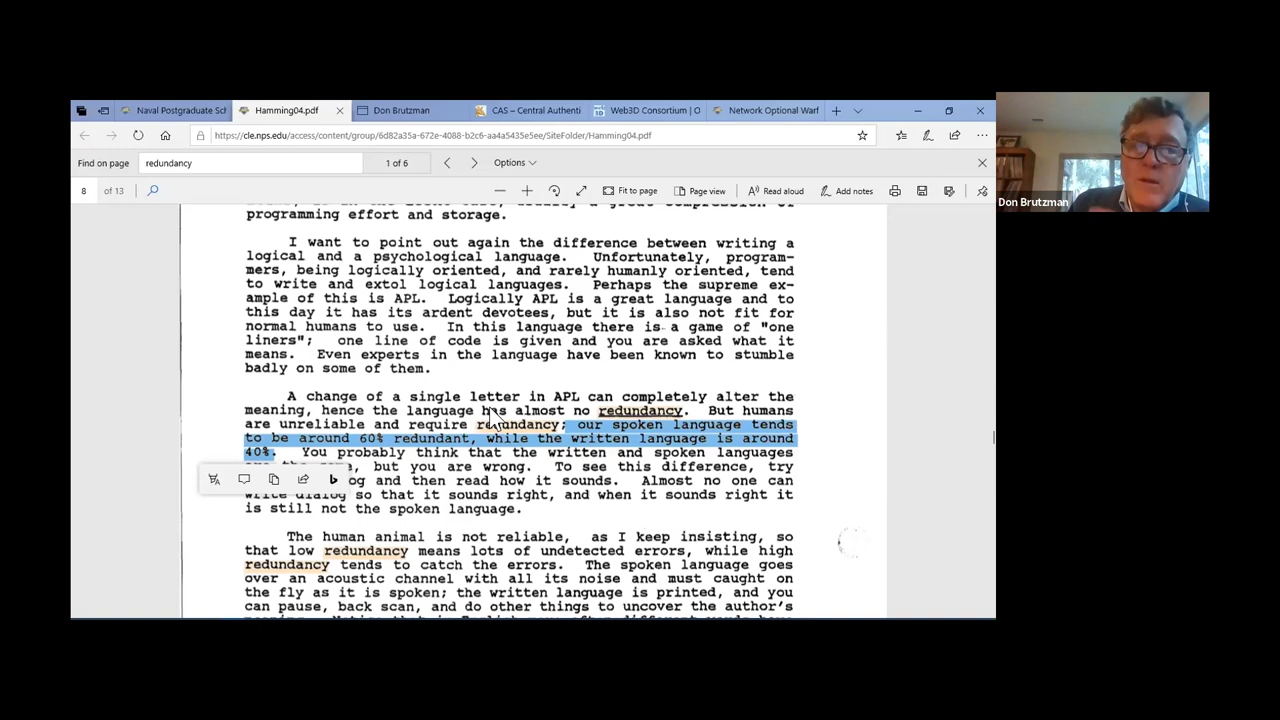 Naval Postgraduate Scl
Hamming04.pdf
Don Brutzman
CAS – Central Authenti
Web3D Consortium | O
Network Optional Warf
https://cle.nps.edu/access/content/group/6d82a35a-672e-4088-b2c6-aa4a5435e5ee/SiteFolder/Hamming04.pdf
Find on page
redundancy
1 of 6
Options
8 of 13
Fit to page
Page view
Read aloud
Add notes
Don Brutzman
programming effort and storage.
I want to point out again the difference between writing a
logical and a psychological language. Unfortunately, program-
mers, being logically oriented, and rarely humanly oriented, tend
to write and extol logical languages. Perhaps the supreme ex-
ample of this is APL. Logically APL is a great language and to
this day it has its ardent devotees, but it is also not fit for
normal humans to use. In this language there is a game of "one
liners"; one line of code is given and you are asked what it
means. Even experts in the language have been known to stumble
badly on some of them.
A change of a single letter in APL can completely alter the
meaning, hence the language has almost no redundancy. But humans
are unreliable and require redundancy; our spoken language tends
to be around 60% redundant, while the written language is around
40%. You probably think that the written and spoken languages
but you are wrong. To see this difference, try
and then read how it sounds. Almost no one can
write dialog so that it sounds right, and when it sounds right it
is still not the spoken language.
The human animal is not reliable, as I keep insisting, so
that low redundancy means lots of undetected errors, while high
redundancy tends to catch the errors. The spoken language goes
over an acoustic channel with all its noise and must caught on
the fly as it is spoken; the written language is printed, and you
can pause, back scan, and do other things to uncover the author's